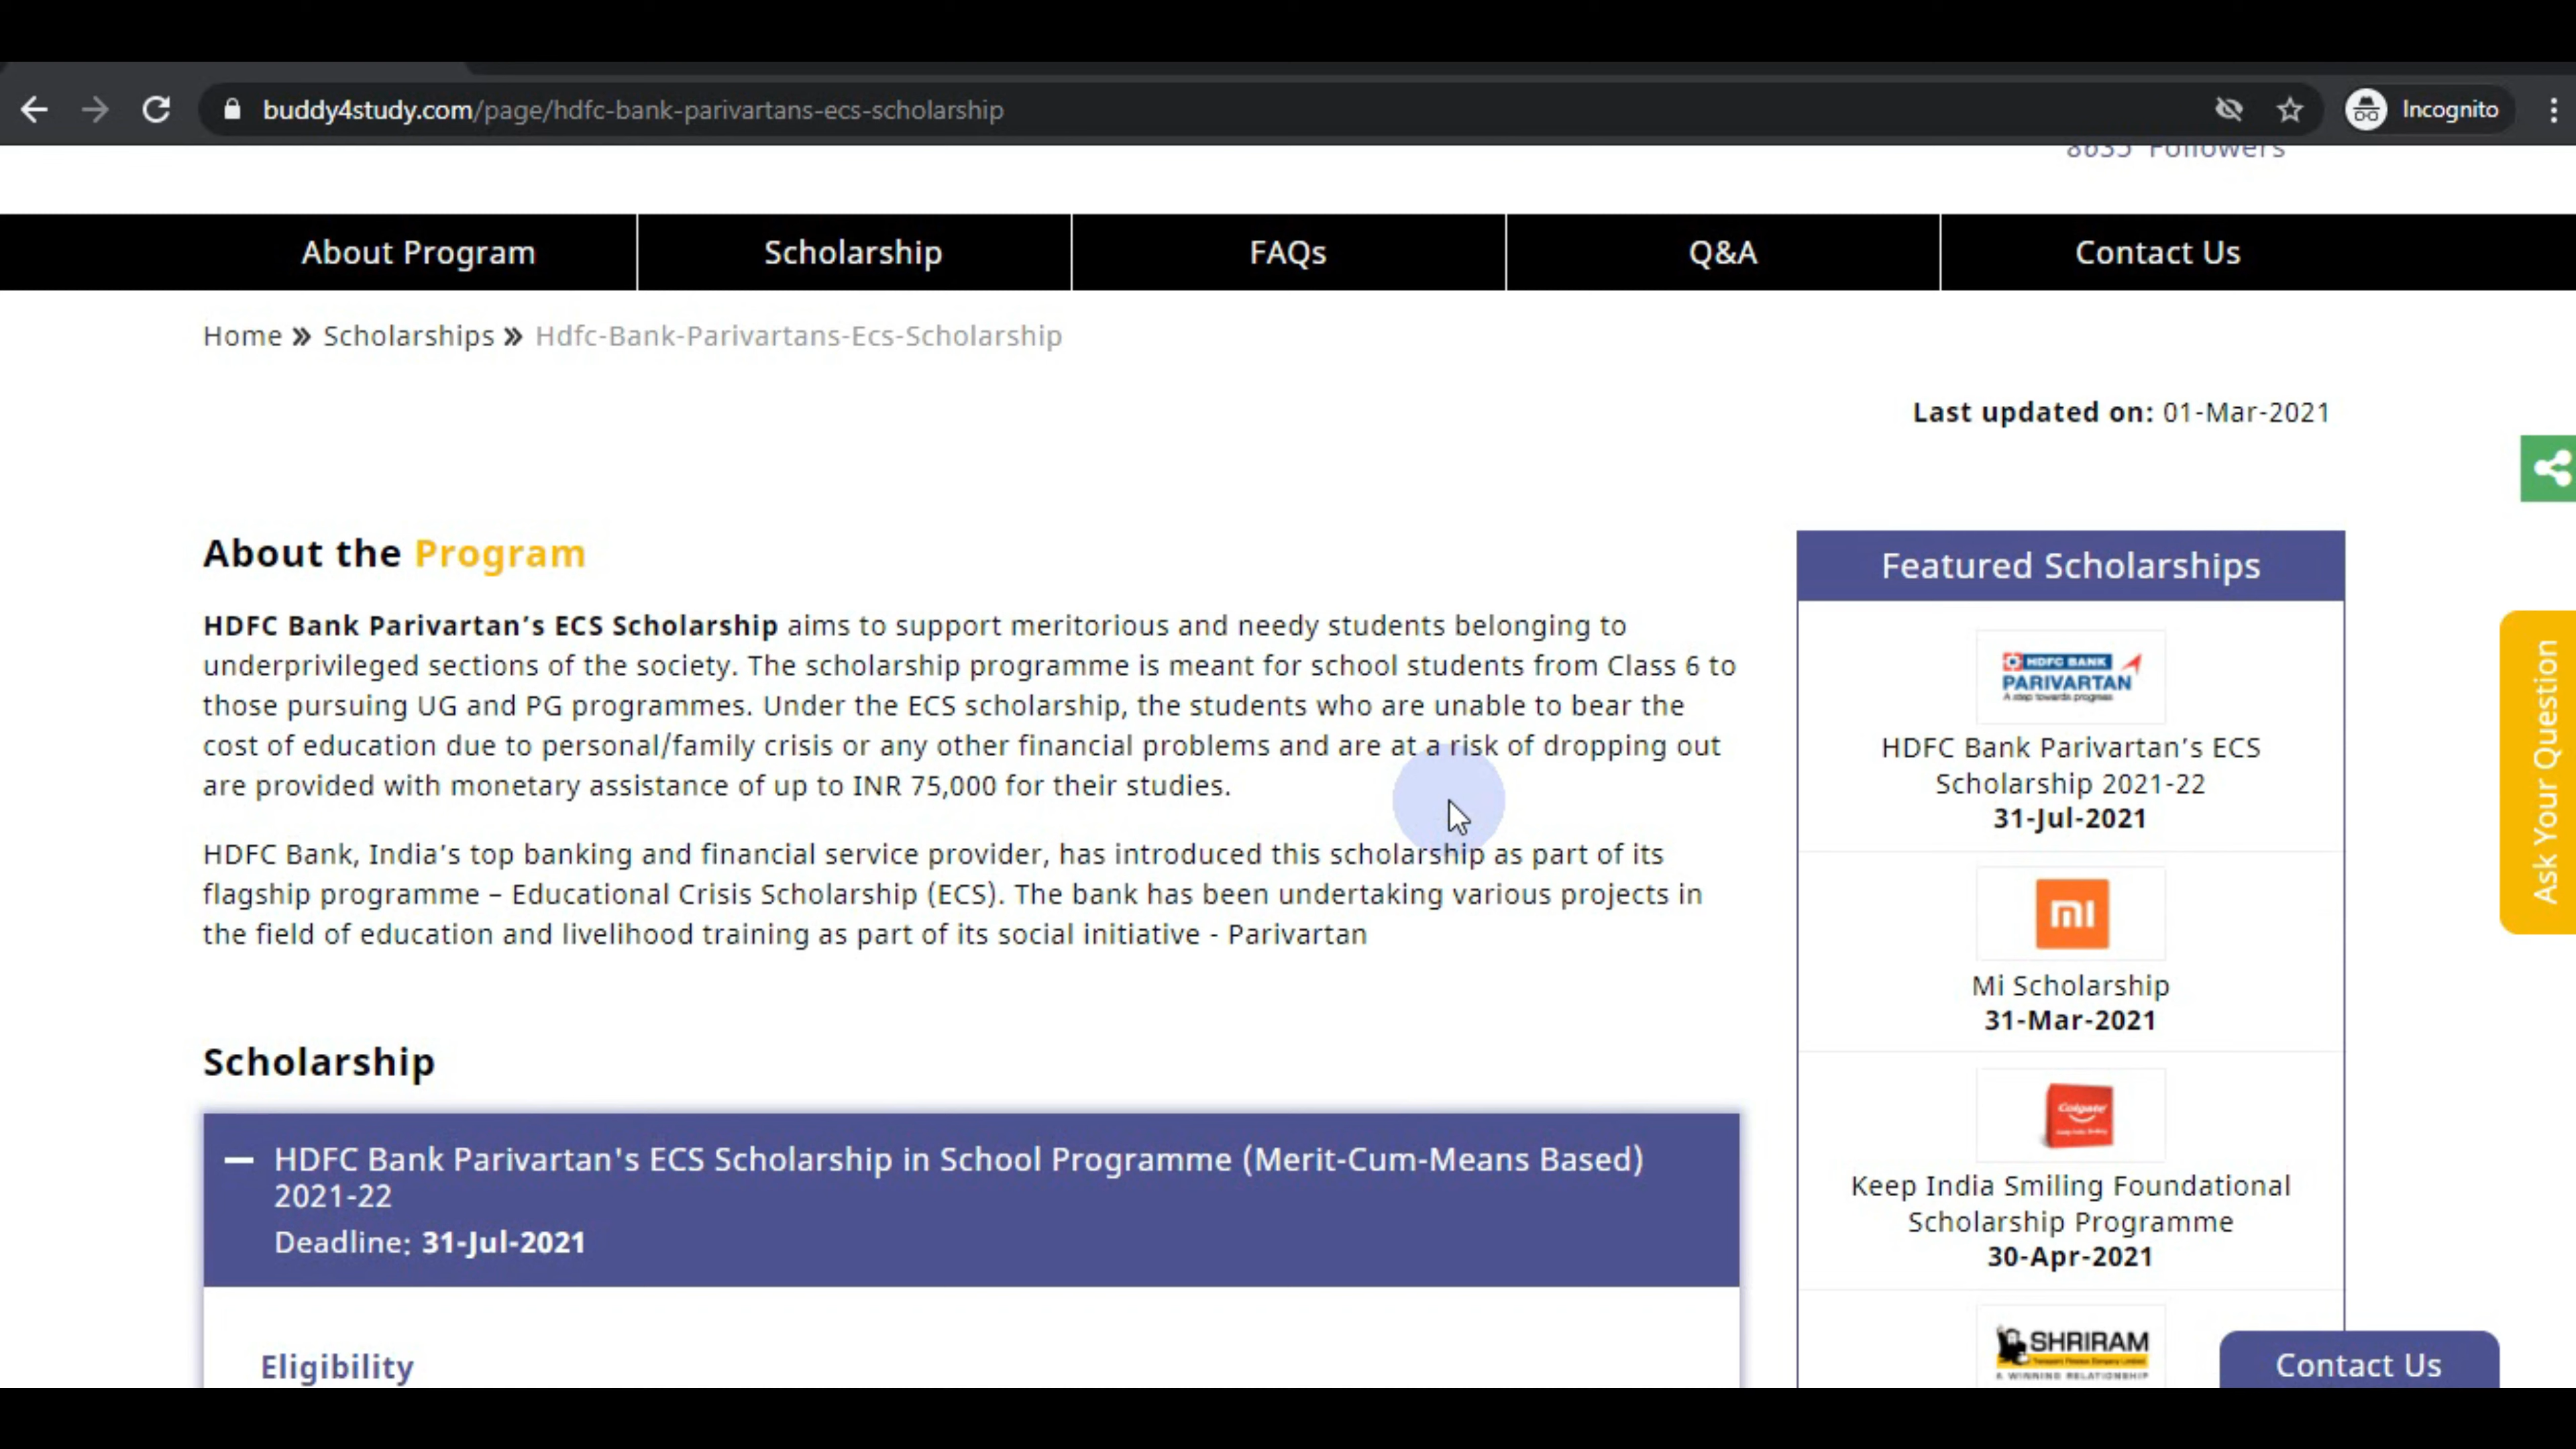 buddy4study.com/page/hdfc-bank-parivartans-ecs-scholarship
Incognito
8635 Followers
About Program
Scholarship
FAQs
Q&A
Contact Us
Home » Scholarships » Hdfc-Bank-Parivartans-Ecs-Scholarship
Last updated on: 01-Mar-2021
About the Program
HDFC Bank Parivartan’s ECS Scholarship aims to support meritorious and needy students belonging to
underprivileged sections of the society. The scholarship programme is meant for school students from Class 6 to
those pursuing UG and PG programmes. Under the ECS scholarship, the students who are unable to bear the
cost of education due to personal/family crisis or any other financial problems and are at a risk of dropping out
are provided with monetary assistance of up to INR 75,000 for their studies.
HDFC Bank, India’s top banking and financial service provider, has introduced this scholarship as part of its
flagship programme – Educational Crisis Scholarship (ECS). The bank has been undertaking various projects in
the field of education and livelihood training as part of its social initiative - Parivartan
Scholarship
HDFC Bank Parivartan's ECS Scholarship in School Programme (Merit-Cum-Means Based)
2021-22
Deadline: 31-Jul-2021
Eligibility
Featured Scholarships
HDFC BANK
PARIVARTAN
A step towards progress
HDFC Bank Parivartan’s ECS
Scholarship 2021-22
31-Jul-2021
mi
Mi Scholarship
31-Mar-2021
Colgate
Keep India Smiling Foundational
Scholarship Programme
30-Apr-2021
SHRIRAM
A WINNING RELATIONSHIP
Ask Your Question
Contact Us